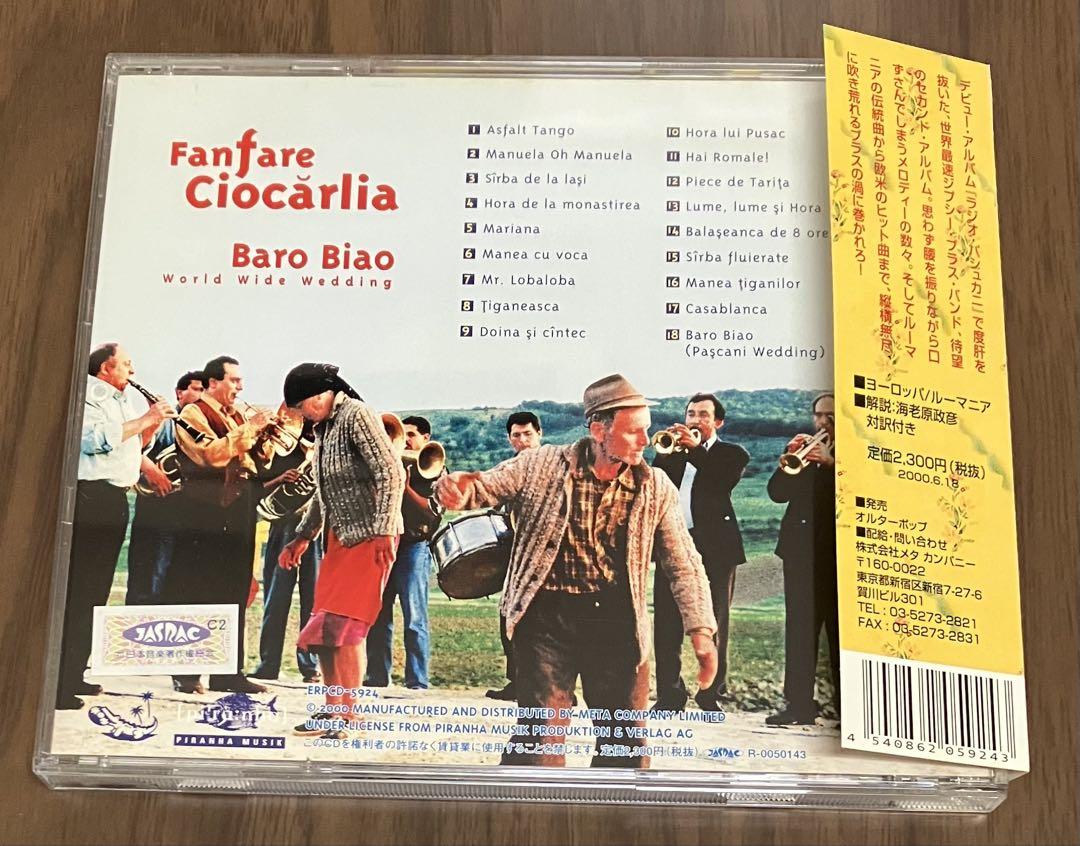 Fanfare
Ciocărlia
Baro Biao
World Wide Wedding
1 Asfalt Tango
2 Manuela Oh Manuela
3 Sîrba de la Iaşi
4 Hora de la monastirea
5 Mariana
6 Manea cu voca
7 Mr. Lobaloba
8 Ţiganeasca
9 Doina şi cîntec
10 Hora lui Pusac
11 Hai Romale!
12 Piece de Tariţa
13 Lume, lume şi Hora
14 Balaşeanca de 8 ore
15 Sîrba fluierate
16 Manea ţiganilor
17 Casablanca
18 Baro Biao
(Paşcani Wedding)
JASRAC C2
日本音楽著作権
PIRANHA MUSIK
ERPCD-5924
©2000 MANUFACTURED AND DISTRIBUTED BY META COMPANY LIMITED
UNDER LICENSE FROM PIRANHA MUSIK PRODUKTION & VERLAG AG
このCDを権利者の許諾なく賃貸業に使用することを禁じます。定価2,300円(税抜) JASRAC R-0050143
デビュー・アルバム「ラジオ・パシュカニ」で度肝を
抜いた、世界最速ジプシー・ブラス・バンド、待望
のセカンド・アルバム。思わず腰を振りながら口
ずさんでしまうメロディーの数々。そしてルーマ
ニアの伝統曲から欧米のヒット曲まで、縦横無尽
に吹き荒れるブラスの渦に巻かれろ!
■ヨーロッパ/ルーマニア
■解説:海老原政彦
対訳付き
定価2,300円(税抜)
2000.6.18.
■発売
オルターポップ
■配給・問い合わせ
株式会社メタ カンパニー
〒160-0022
東京都新宿区新宿7-27-6
賀川ビル301
TEL:03-5273-2821
FAX:03-5273-2831
4 540862 059243